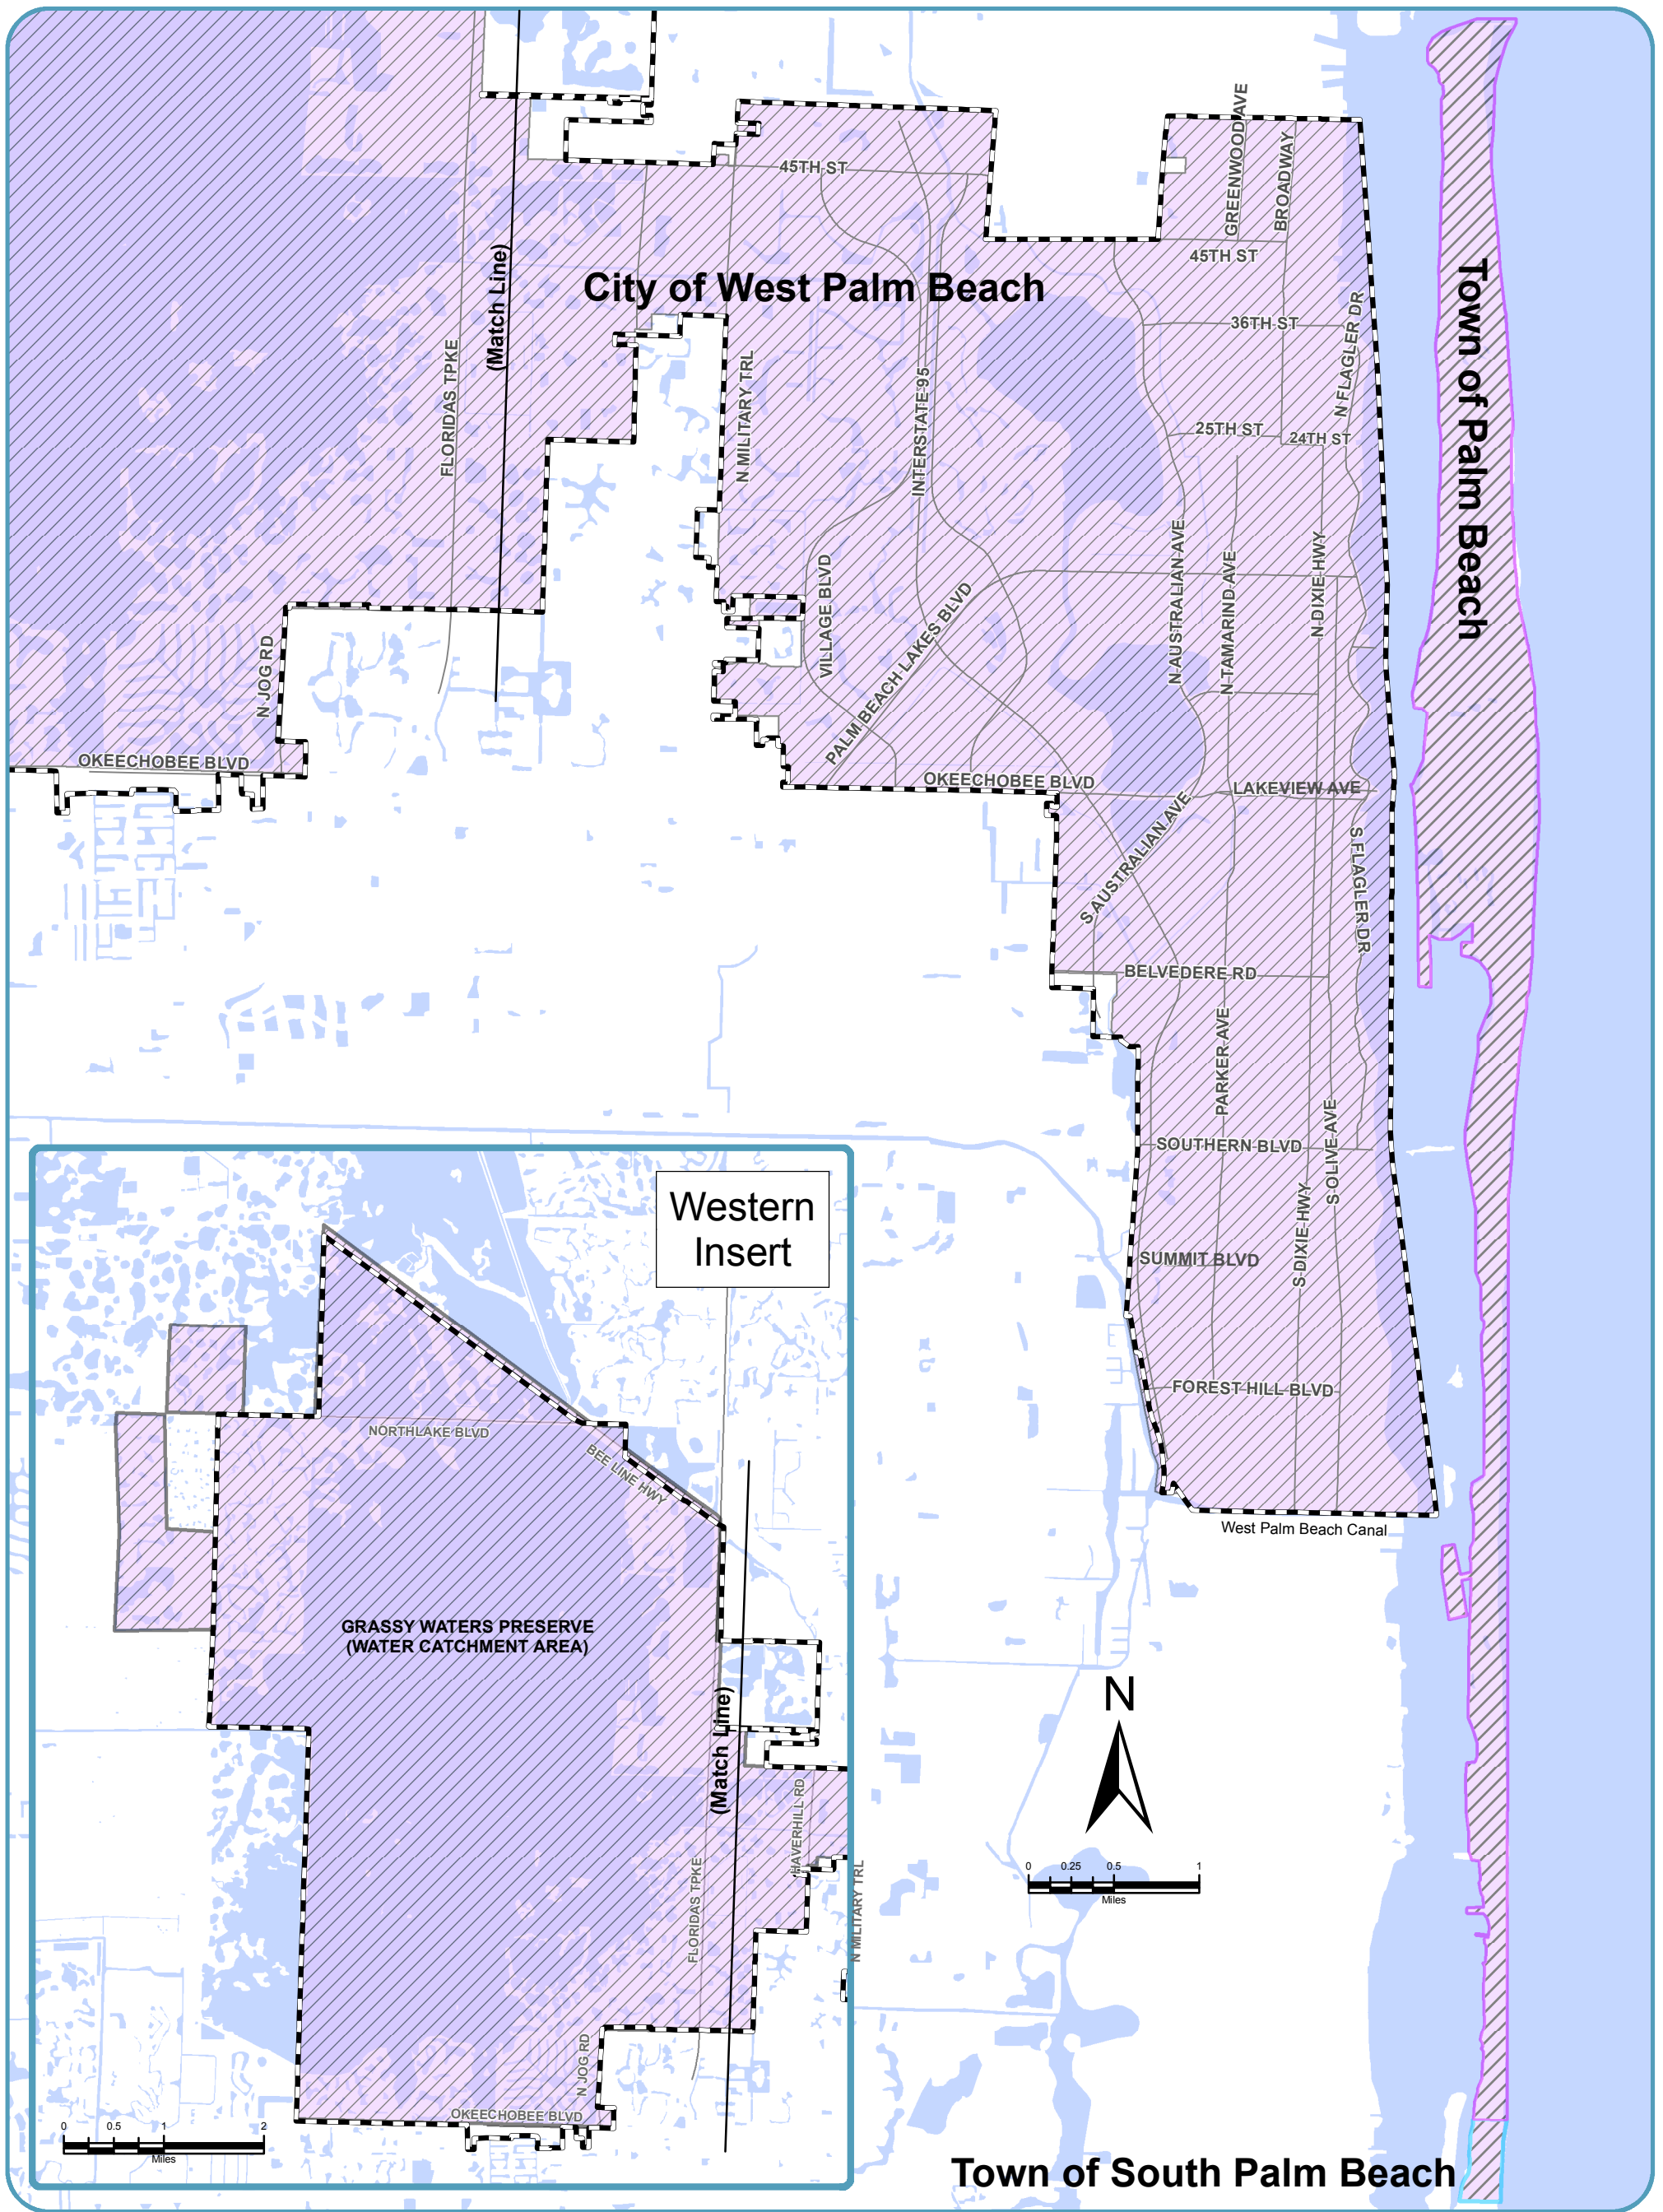 GREENWOOD AVE
BROADWAY
45TH ST
45TH ST
City of West Palm Beach
(Match Line)
Town of Palm Beach
36TH ST
N FLAGLER DR
FLORIDAS TPKE
N MILITARY TRL
INTERSTATE 95
25TH ST
24TH ST
N AUSTRALIAN AVE
N TAMARIND AVE
N DIXIE HWY
VILLAGE BLVD
PALM BEACH LAKES BLVD
N JOG RD
OKEECHOBEE BLVD
OKEECHOBEE BLVD
LAKEVIEW AVE
S AUSTRALIAN AVE
S FLAGLER DR
BELVEDERE RD
PARKER AVE
SOUTHERN BLVD
S OLIVE AVE
S DIXIE HWY
SUMMIT BLVD
FOREST HILL BLVD
West Palm Beach Canal
Western
Insert
NORTHLAKE BLVD
BEE LINE HWY
GRASSY WATERS PRESERVE
(WATER CATCHMENT AREA)
(Match Line)
HAVERHILL RD
FLORIDAS TPKE
N MILITARY TRL
N JOG RD
OKEECHOBEE BLVD
0 0.5 1 2
Miles
N
0 0.25 0.5 1
Miles
Town of South Palm Beach